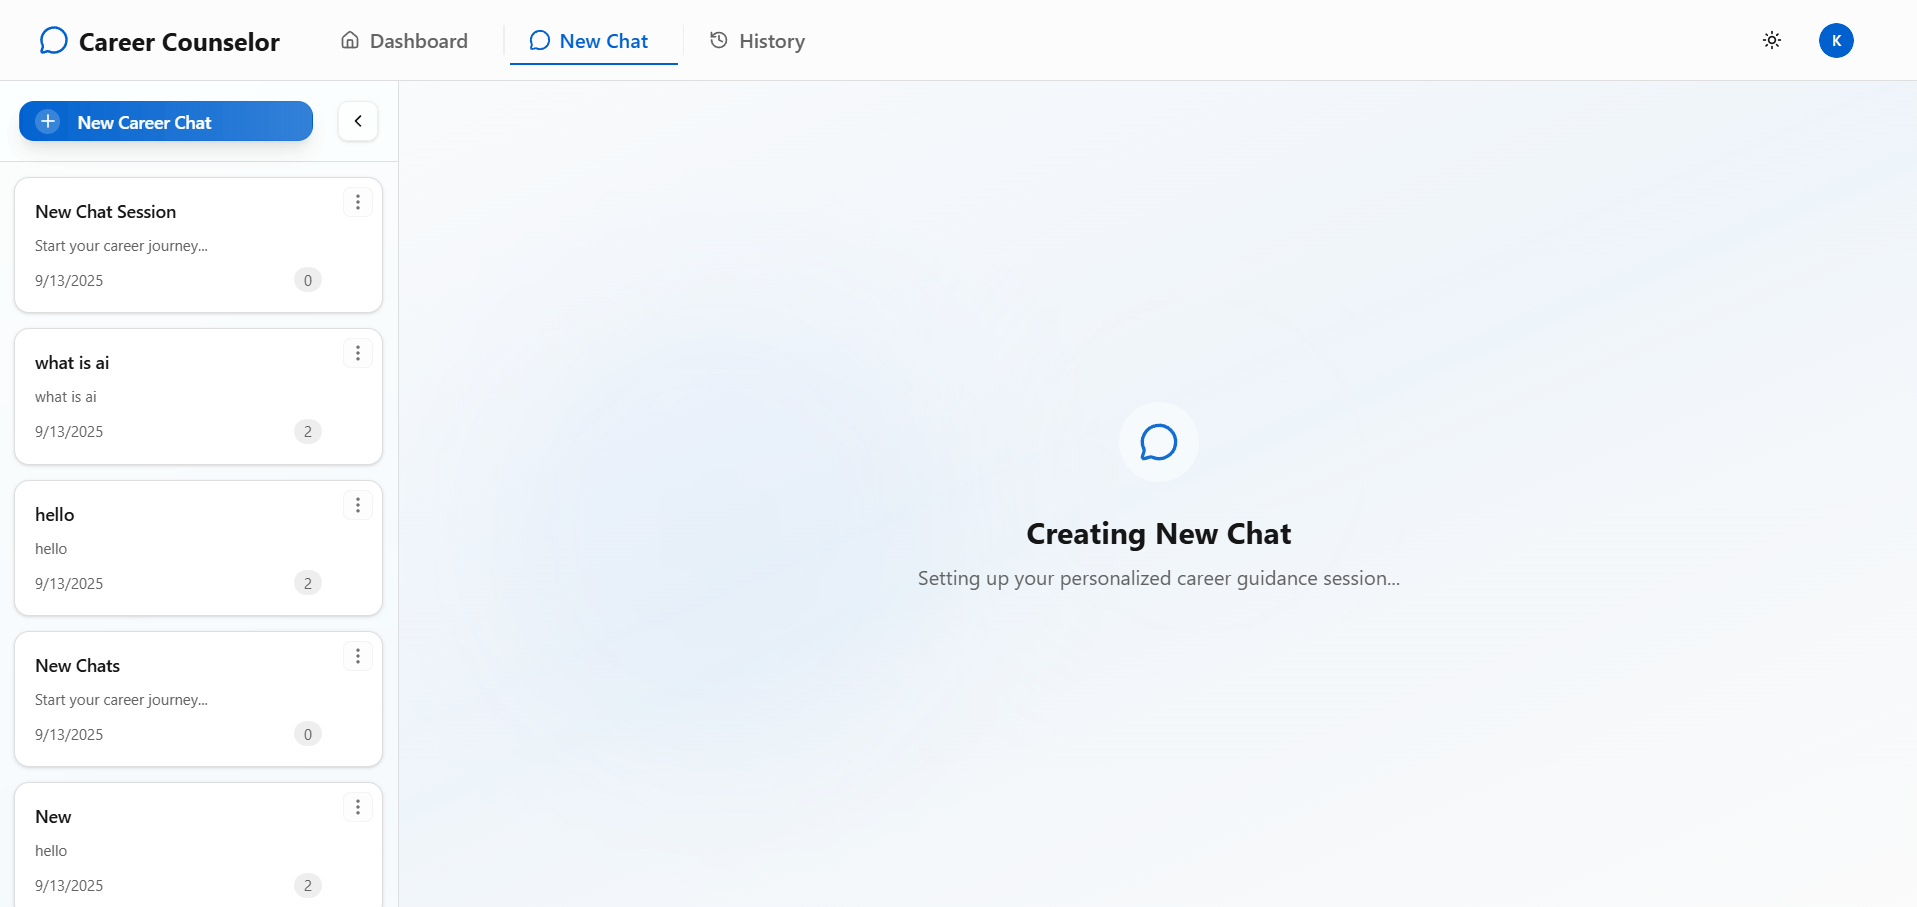 Career Counselor
Dashboard
New Chat
History
K
New Career Chat
New Chat Session
Start your career journey...
9/13/2025
0
what is ai
what is ai
9/13/2025
2
hello
hello
9/13/2025
2
New Chats
Start your career journey...
9/13/2025
0
New
hello
9/13/2025
2
Creating New Chat
Setting up your personalized career guidance session...